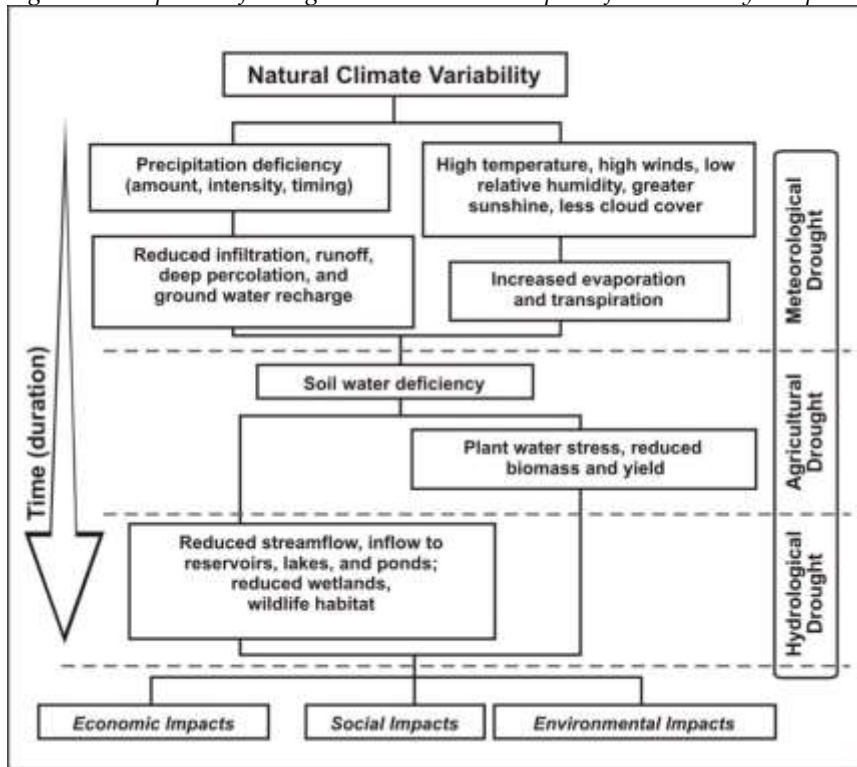 Natural Climate Variability
Precipitation deficiency
(amount, intensity, timing)
High temperature, high winds, low
relative humidity, greater
sunshine, less cloud cover
Reduced infiltration, runoff,
deep percolation, and
ground water recharge
Increased evaporation
and transpiration
Meteorological
Drought
Time (duration)
Soil water deficiency
Plant water stress, reduced
biomass and yield
Agricultural
Drought
Reduced streamflow, inflow to
reservoirs, lakes, and ponds;
reduced wetlands,
wildlife habitat
Hydrological
Drought
Economic Impacts
Social Impacts
Environmental Impacts